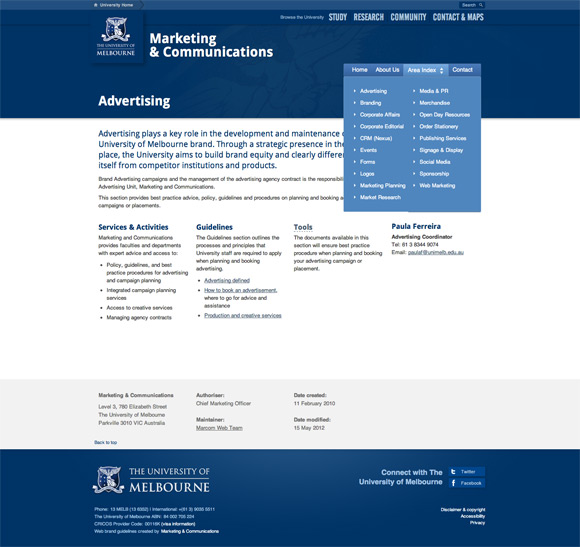 University Home
Search
Browse the University STUDY RESEARCH COMMUNITY CONTACT & MAPS
THE UNIVERSITY OF
MELBOURNE
Marketing
& Communications
Home About Us Area Index Contact
Advertising
Branding
Corporate Affairs
Corporate Editorial
CRM (Nexus)
Events
Forms
Logos
Marketing Planning
Market Research
Media & PR
Merchandise
Open Day Resources
Order Stationery
Publishing Services
Signage & Display
Social Media
Sponsorship
Web Marketing
Advertising
Advertising plays a key role in the development and maintenance
University of Melbourne brand. Through a strategic presence in the
place, the University aims to build brand equity and clearly
itself from competitor institutions and products.
Brand Advertising campaigns and the management of the advertising agency contract is the
Advertising Unit, Marketing and Communications.
This section provides best practice advice, policy, guidelines and procedures on planning and booking
campaigns or placements.
Services & Activities
Marketing and Communications
provides faculties and departments
with expert advice and access to:
Policy, guidelines, and best
practice procedures for advertising
and campaign planning
Integrated campaign planning
services
Access to creative services
Managing agency contracts
Guidelines
The Guidelines section outlines the
processes and principles that
University staff are required to apply
when planning and booking
advertising.
Advertising defined
How to book an advertisement,
where to go for advice and
assistance
Production and creative services
Tools
The documents available in this
section will ensure best practice
procedure when planning and booking
your advertising campaign or
placement.
Paula Ferreira
Advertising Coordinator
Tel: 61 3 8344 9074
Email: paulaf@unimelb.edu.au
Marketing & Communications
Level 3, 780 Elizabeth Street
The University of Melbourne
Parkville 3010 VIC Australia
Authoriser:
Chief Marketing Officer
Maintainer:
Marcom Web Team
Date created:
11 February 2010
Date modified:
15 May 2012
Back to top
THE UNIVERSITY OF
MELBOURNE
Connect with The
University of Melbourne
Twitter
Facebook
Phone: 13 MELB (13 6352) | International: +(61 3) 9035 5511
The University of Melbourne ABN: 84 002 705 224
CRICOS Provider Code: 00116K (visa information)
Web brand guidelines created by Marketing & Communications
Disclaimer & copyright
Accessibility
Privacy